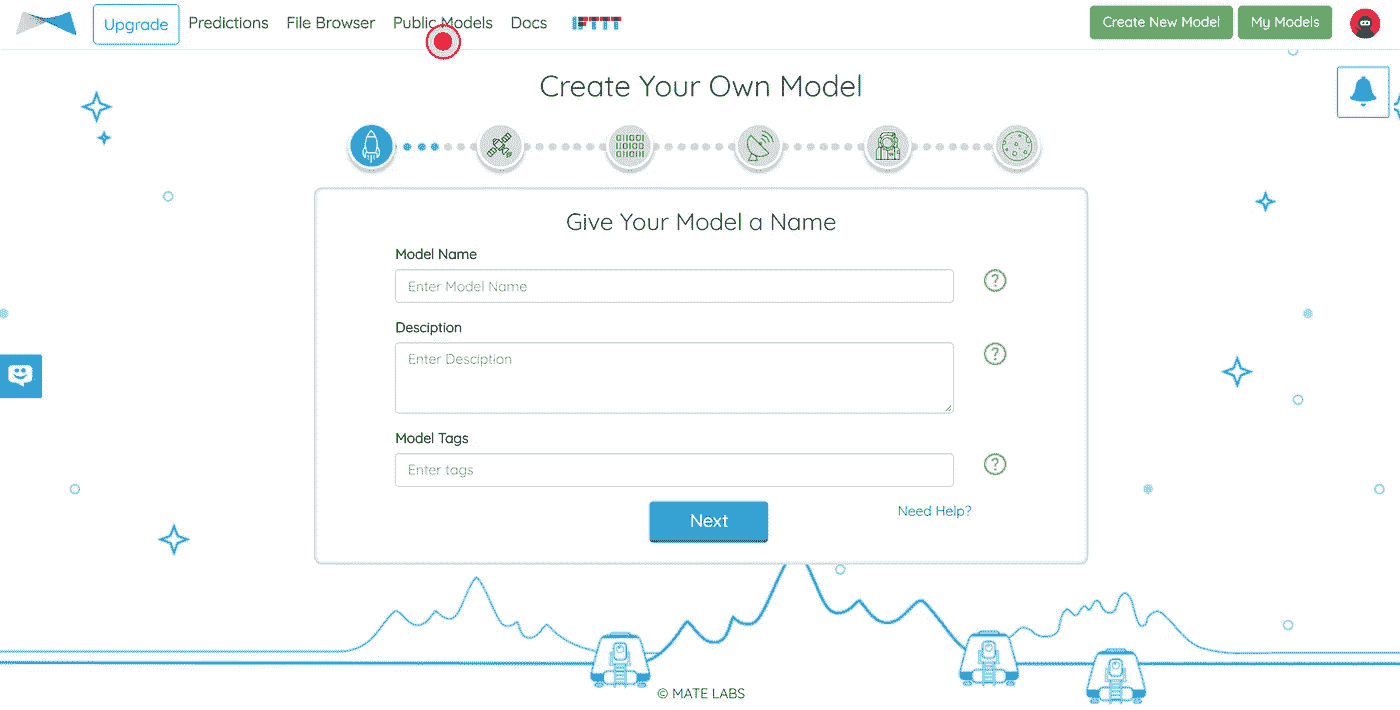 Upgrade Predictions File Browser Public Models Docs IFTTT Create New Model My Models
Create Your Own Model
Give Your Model a Name
Model Name
Enter Model Name
?
Desciption
Enter Desciption
?
Model Tags
Enter tags
?
Next
Need Help?
© MATE LABS